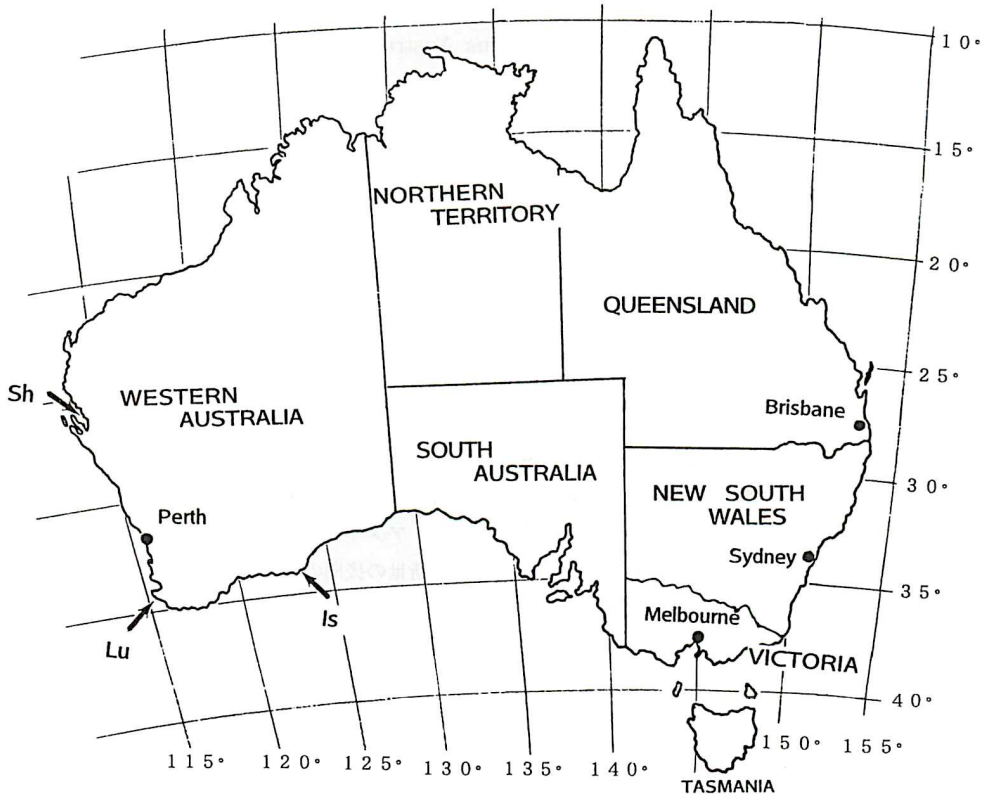 10°
15°
NORTHERN
TERRITORY
20°
QUEENSLAND
25°
Sh
WESTERN
AUSTRALIA
Brisbane
SOUTH
AUSTRALIA
30°
NEW SOUTH
WALES
Perth
Sydney
35°
Is
Melbourne
Lu
VICTORIA
40°
115° 120° 125° 130° 135° 140° 150° 155°
TASMANIA